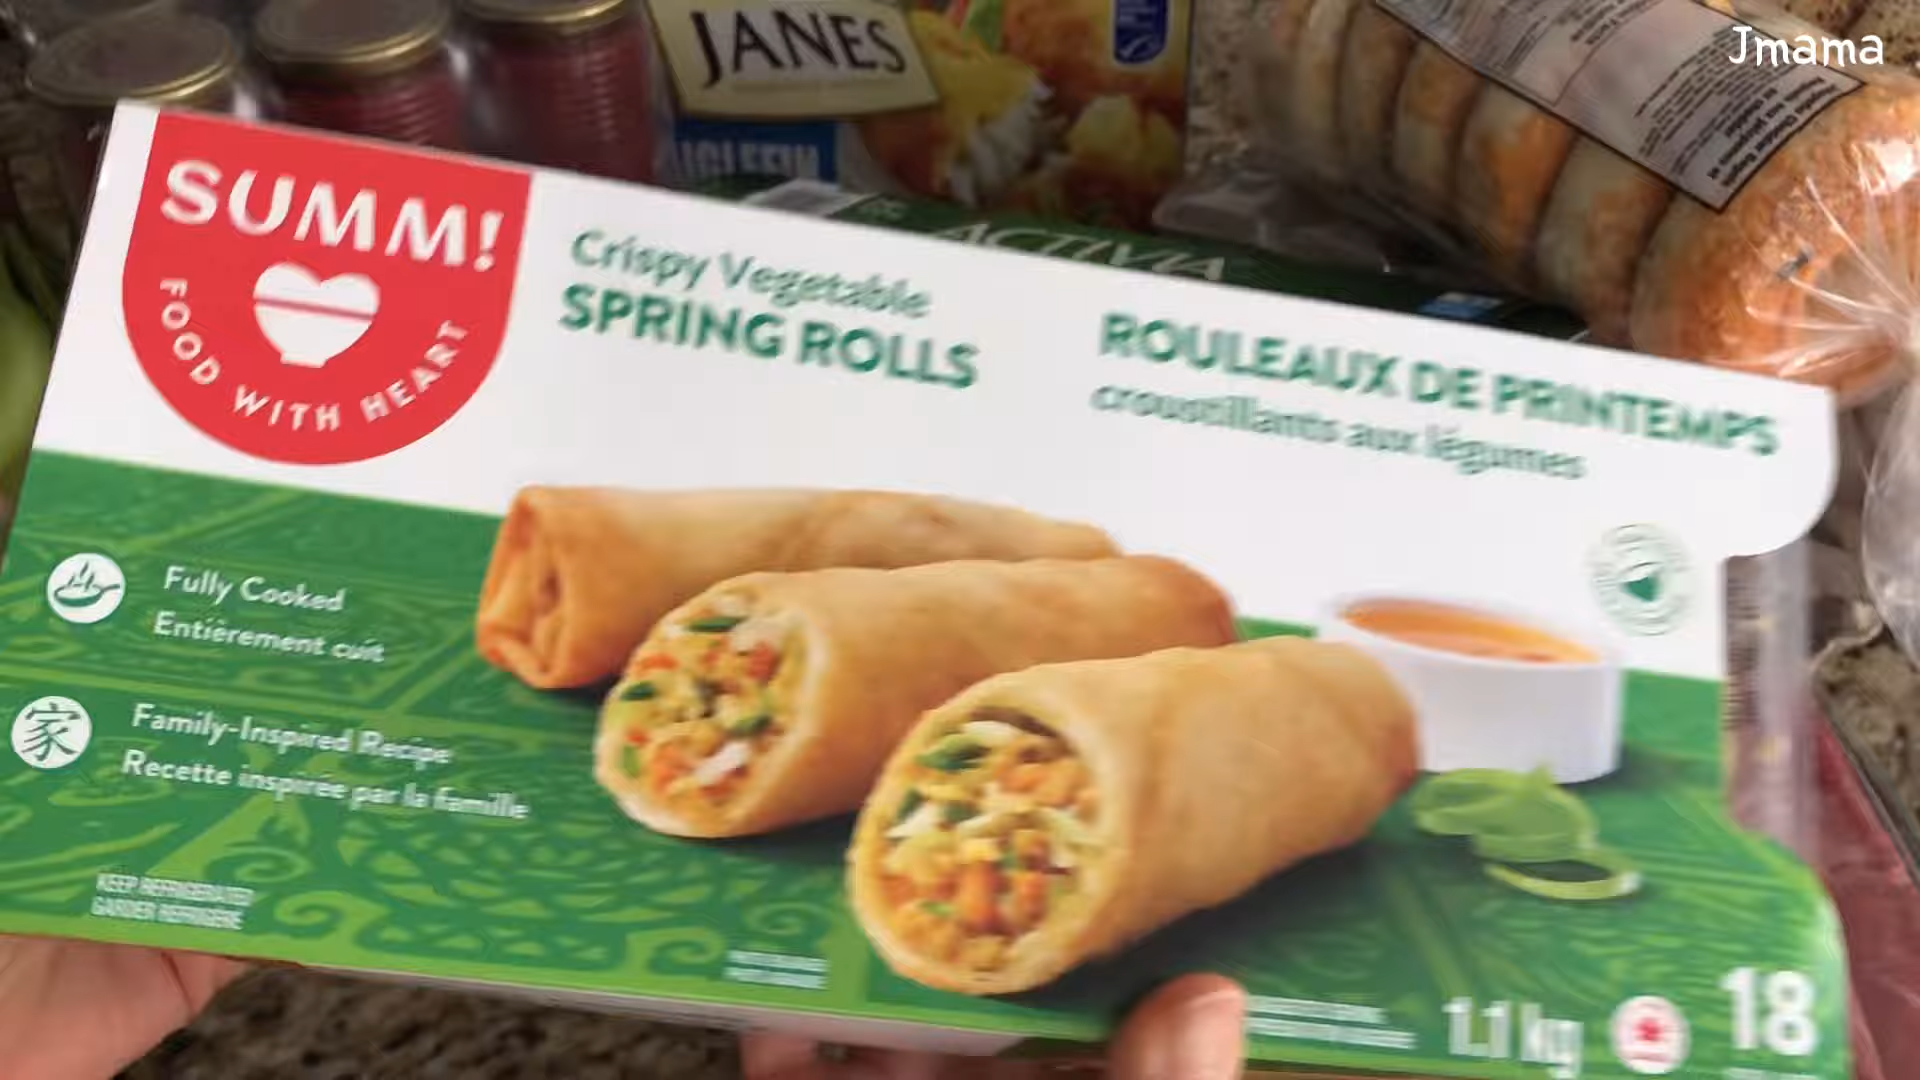 Jmama
JANES
ACTIVIA
SUMM!
FOOD WITH HEART
Crispy Vegetable
SPRING ROLLS
ROULEAUX DE PRINTEMPS
croustillants aux légumes
Fully Cooked
Entièrement cuit
家
Family-Inspired Recipe
Recette inspirée par la famille
KEEP REFRIGERATED
GARDER RÉFRIGÉRÉ
1.1 kg
18